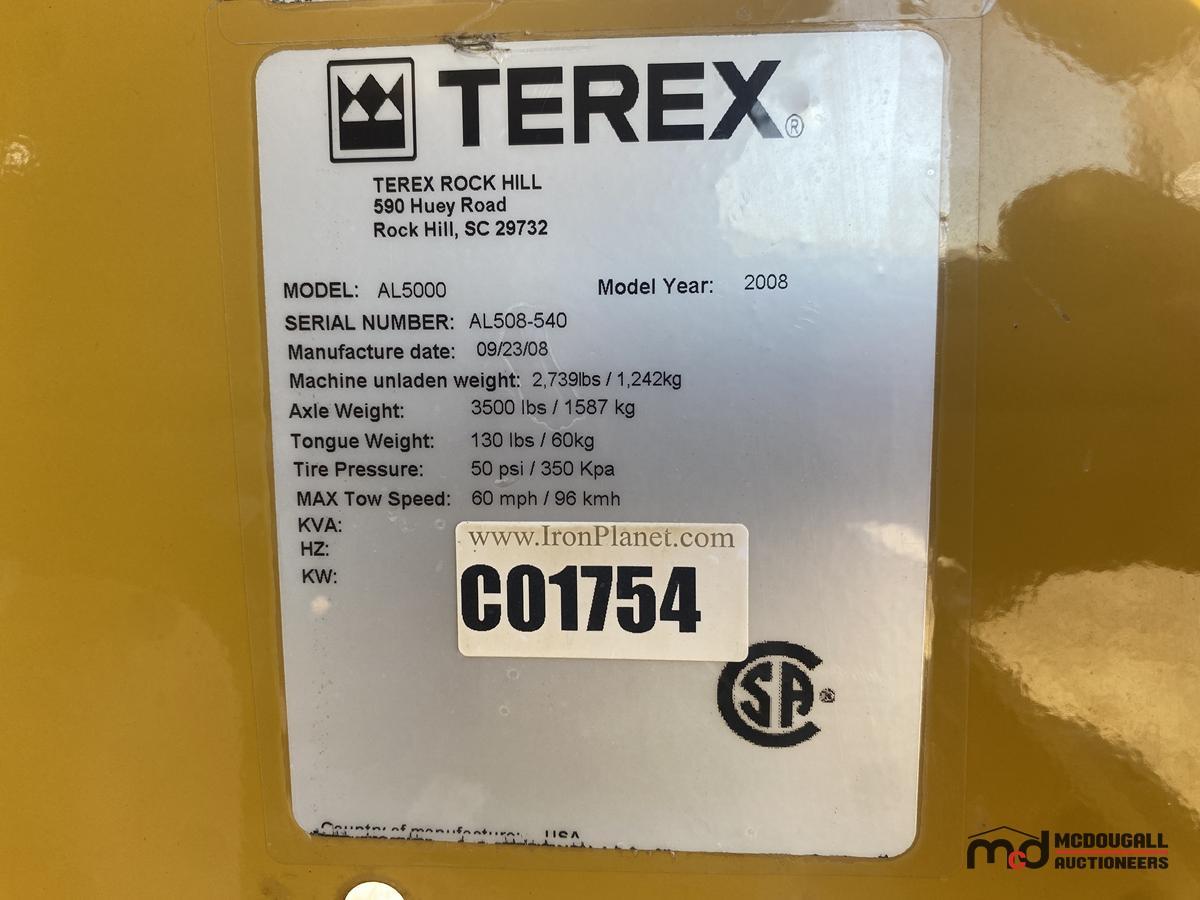 TEREX®
TEREX ROCK HILL
590 Huey Road
Rock Hill, SC 29732
MODEL: AL5000 Model Year: 2008
SERIAL NUMBER: AL508-540
Manufacture date: 09/23/08
Machine unladen weight: 2,739lbs / 1,242kg
Axle Weight: 3500 lbs / 1587 kg
Tongue Weight: 130 lbs / 60kg
Tire Pressure: 50 psi / 350 Kpa
MAX Tow Speed: 60 mph / 96 kmh
KVA:
HZ:
KW:
www.IronPlanet.com
C01754
CSA®
Country of manufacture: USA
mcd MCDOUGALL
AUCTIONEERS